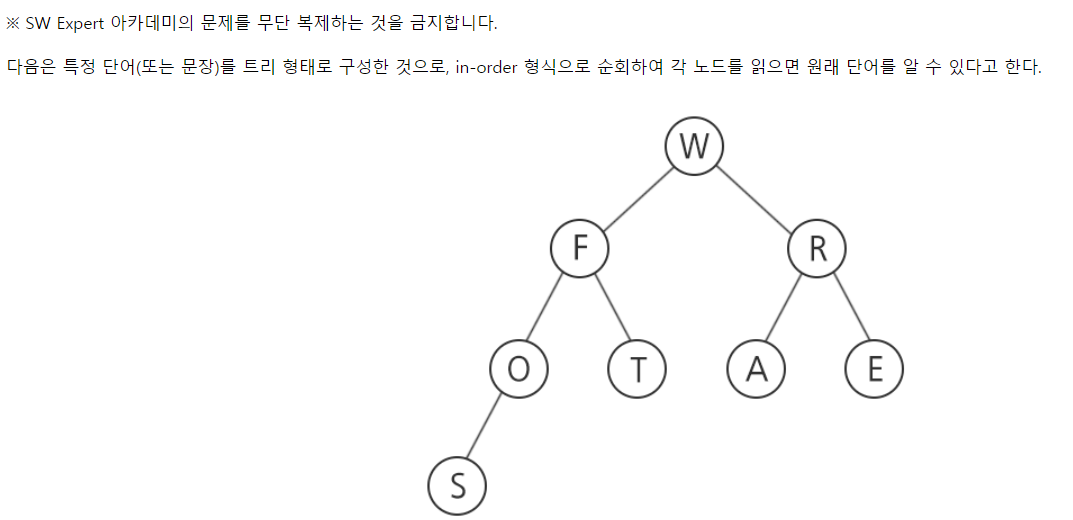 ※ SW Expert 아카데미의 문제를 무단 복제하는 것을 금지합니다.
다음은 특정 단어(또는 문장)를 트리 형태로 구성한 것으로, in-order 형식으로 순회하여 각 노드를 읽으면 원래 단어를 알 수 있다고 한다.
W
F R
O T A E
S